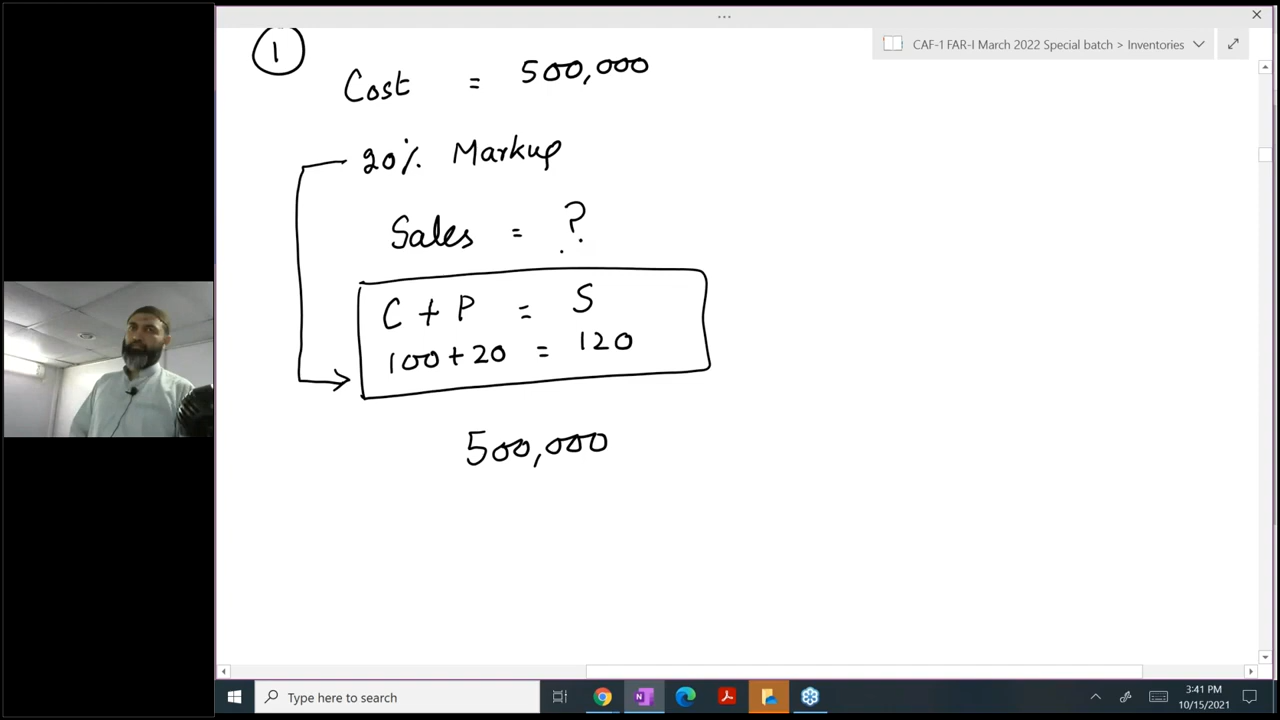 ...
CAF-1 FAR-I March 2022 Special batch > Inventories
1
Cost = 500,000
20% Markup
Sales = ?
C + P = S
100 + 20 = 120
500,000
Type here to search
3:41 PM
10/15/2021